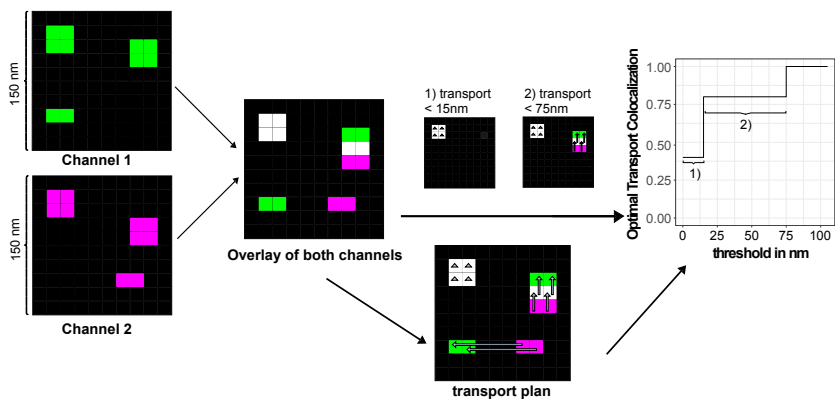 150 nm
Channel 1
150 nm
Channel 2
Overlay of both channels
1) transport
< 15nm
2) transport
< 75nm
transport plan
Optimal Transport Colocalization
1.00
0.75
0.50
0.25
0.00
1)
2)
0
25
50
75
100
threshold in nm